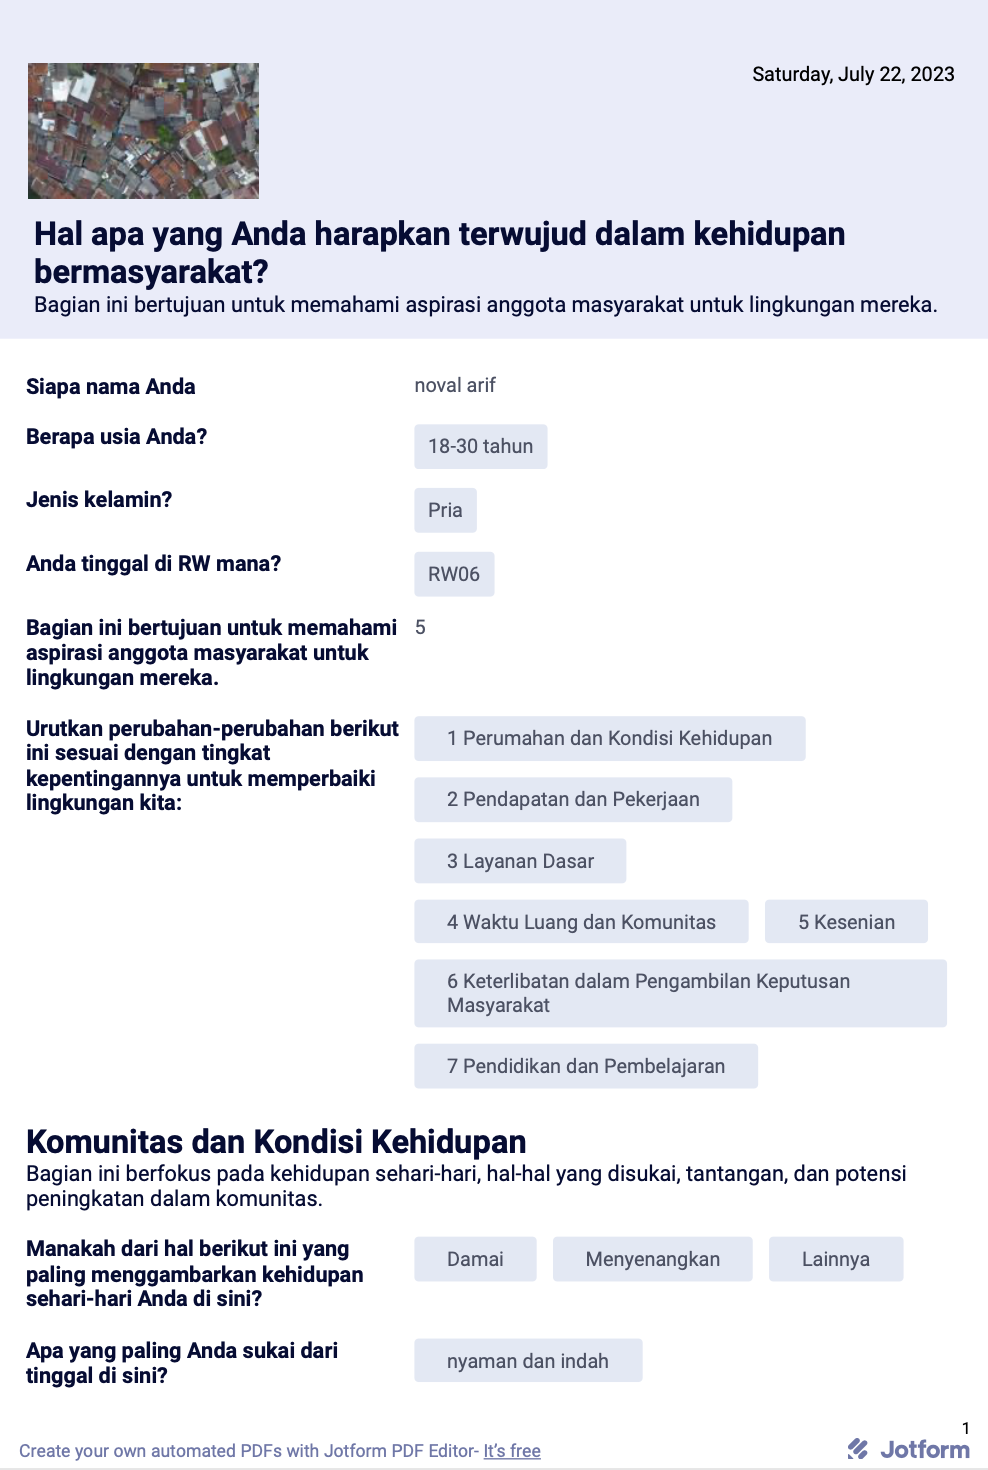 Saturday, July 22, 2023
Hal apa yang Anda harapkan terwujud dalam kehidupan
bermasyarakat?
Bagian ini bertujuan untuk memahami aspirasi anggota masyarakat untuk lingkungan mereka.
Siapa nama Anda
noval arif
Berapa usia Anda?
18-30 tahun
Jenis kelamin?
Pria
Anda tinggal di RW mana?
RW06
Bagian ini bertujuan untuk memahami
aspirasi anggota masyarakat untuk
lingkungan mereka.
5
Urutkan perubahan-perubahan berikut
ini sesuai dengan tingkat
kepentingannya untuk memperbaiki
lingkungan kita:
1 Perumahan dan Kondisi Kehidupan
2 Pendapatan dan Pekerjaan
3 Layanan Dasar
4 Waktu Luang dan Komunitas
5 Kesenian
6 Keterlibatan dalam Pengambilan Keputusan
Masyarakat
7 Pendidikan dan Pembelajaran
Komunitas dan Kondisi Kehidupan
Bagian ini berfokus pada kehidupan sehari-hari, hal-hal yang disukai, tantangan, dan potensi
peningkatan dalam komunitas.
Manakah dari hal berikut ini yang
paling menggambarkan kehidupan
sehari-hari Anda di sini?
Damai
Menyenangkan
Lainnya
Apa yang paling Anda sukai dari
tinggal di sini?
nyaman dan indah
1
Create your own automated PDFs with Jotform PDF Editor- It's free
Jotform